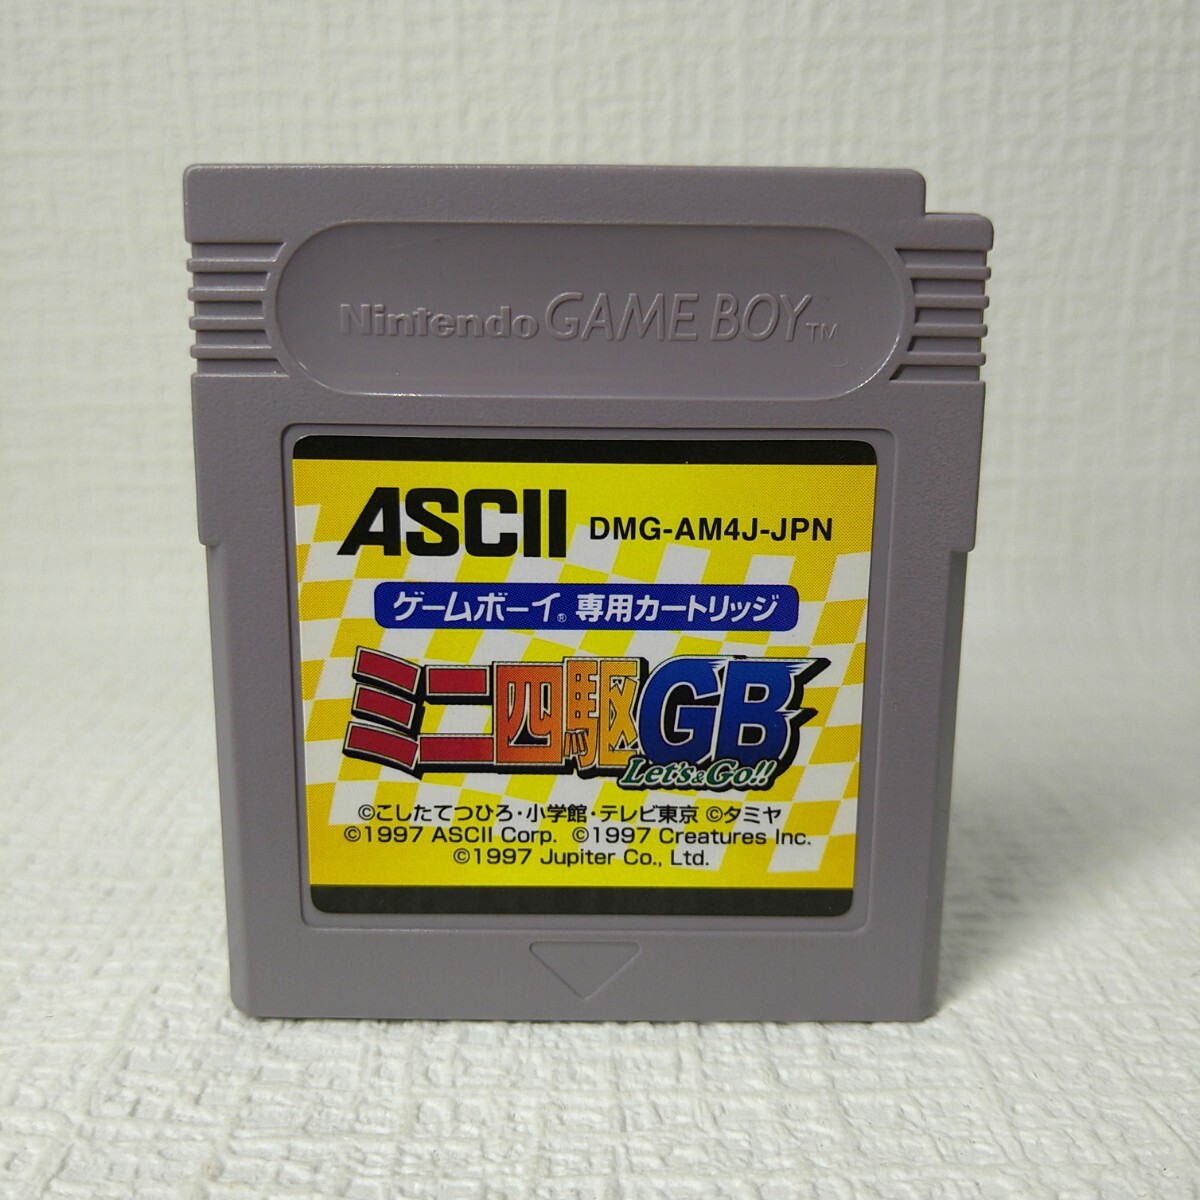 Nintendo GAME BOY™
ASCII DMG-AM4J-JPN
ゲームボーイ® 専用カートリッジ
ミニ四駆GB
Let's&Go!!
©こしたてつひろ・小学館・テレビ東京 ©タミヤ
©1997 ASCII Corp. ©1997 Creatures Inc.
©1997 Jupiter Co., Ltd.